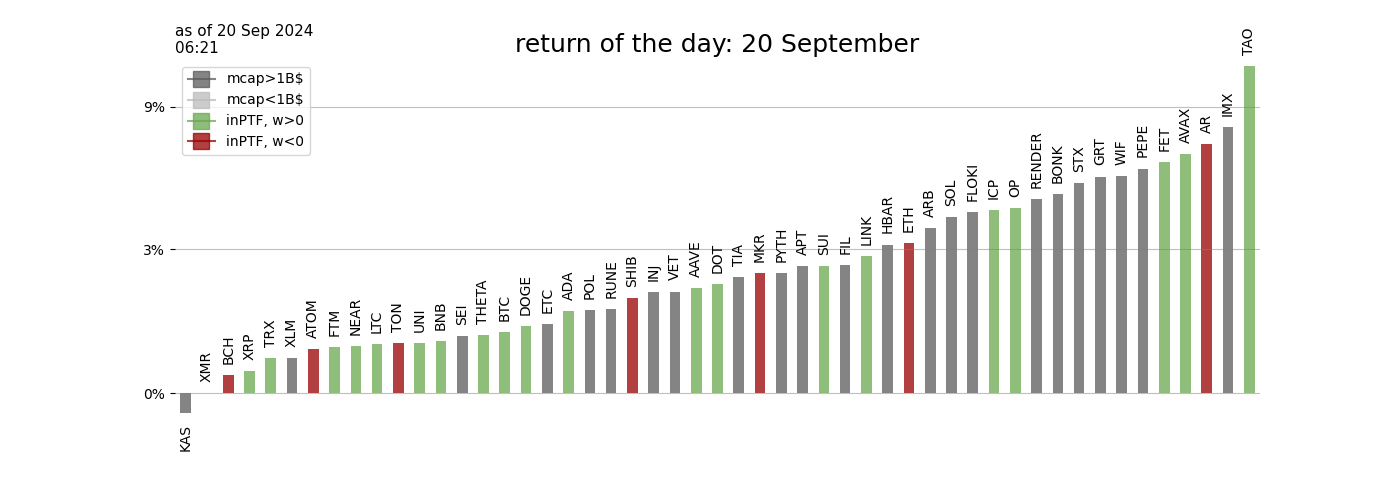 as of 20 Sep 2024
06:21
return of the day: 20 September
mcap>1B$
mcap<1B$
inPTF, w>0
inPTF, w<0
9%
3%
0%
KAS
XMR
BCH
XRP
TRX
XLM
ATOM
FTM
NEAR
LTC
TON
UNI
BNB
SEI
THETA
BTC
DOGE
ETC
ADA
POL
RUNE
SHIB
INJ
VET
AAVE
DOT
TIA
MKR
PYTH
APT
SUI
FIL
LINK
HBAR
ETH
ARB
SOL
FLOKI
ICP
OP
RENDER
BONK
STX
GRT
WIF
PEPE
FET
AVAX
AR
IMX
TAO